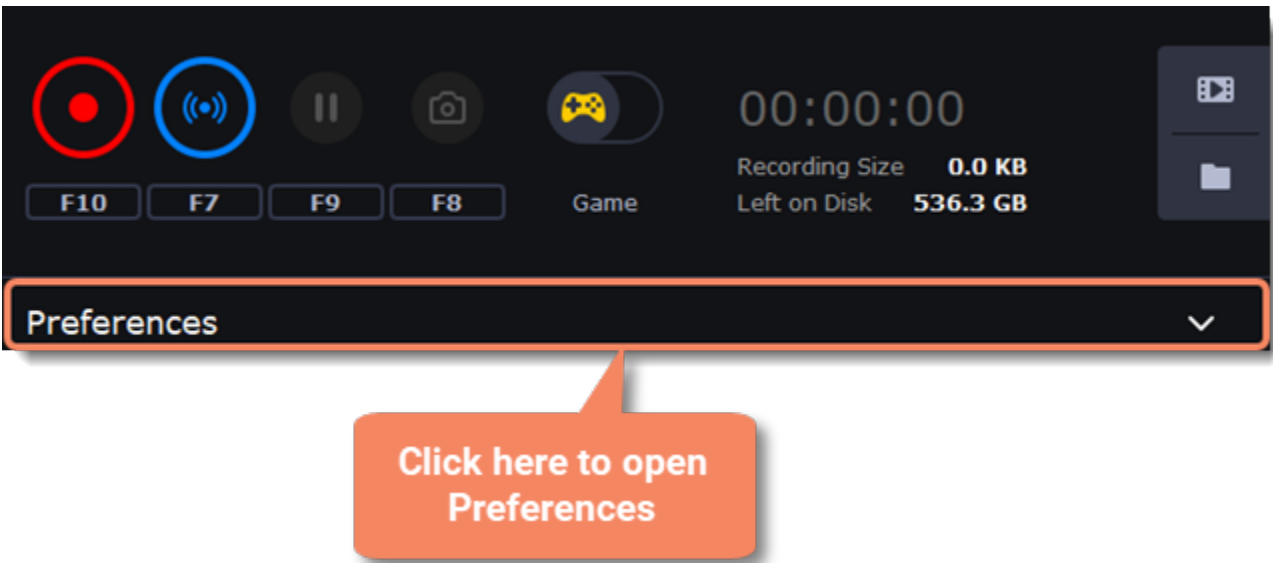 00:00:00
Recording Size 0.0 KB
Left on Disk 536.3 GB
F10 F7 F9 F8 Game
Preferences
Click here to open
Preferences